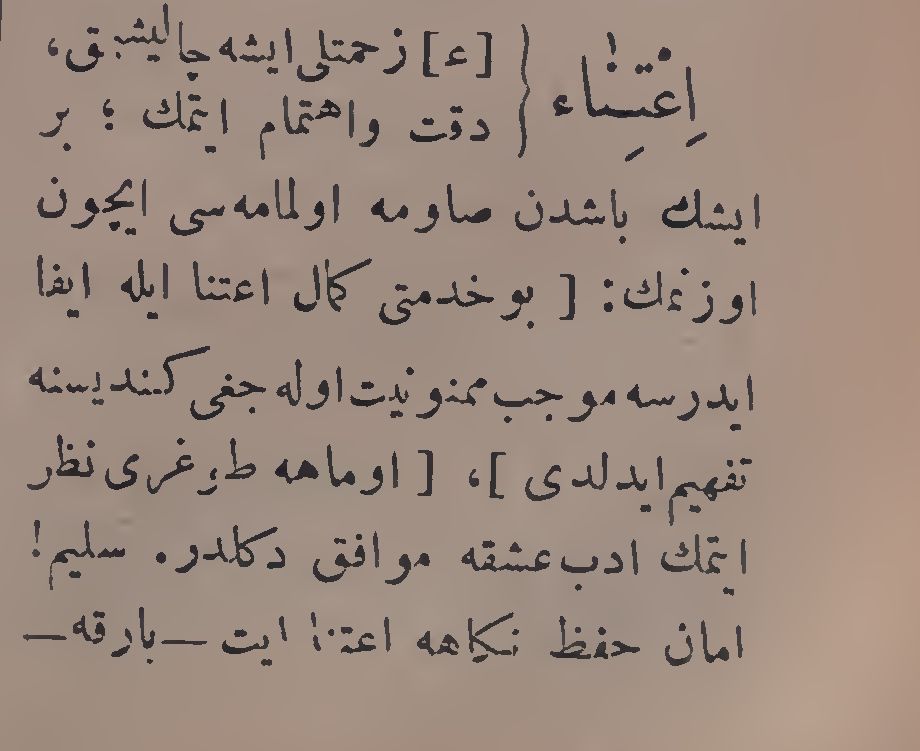 اِعْتِنَاء { [ء] زحمتلی ایشه چالیشیق،
دقت واهتمام ایتمك ؛ بر
ایشك باشدن صاومه اولمامه‌سی ایچون
اوزنمك: [ بو خدمتی کمال اعتنا ایله ایفا
ایدرسه موجب ممنونیت اوله جغی کندیسنه
تفهیم ایدلدی ]، [ اوماهه طوغری نظر
ایتمك ادب عشقه موافق دکلدر. سلیم!
امان حفظ نکاهه اعتنا ایت — بارقه —